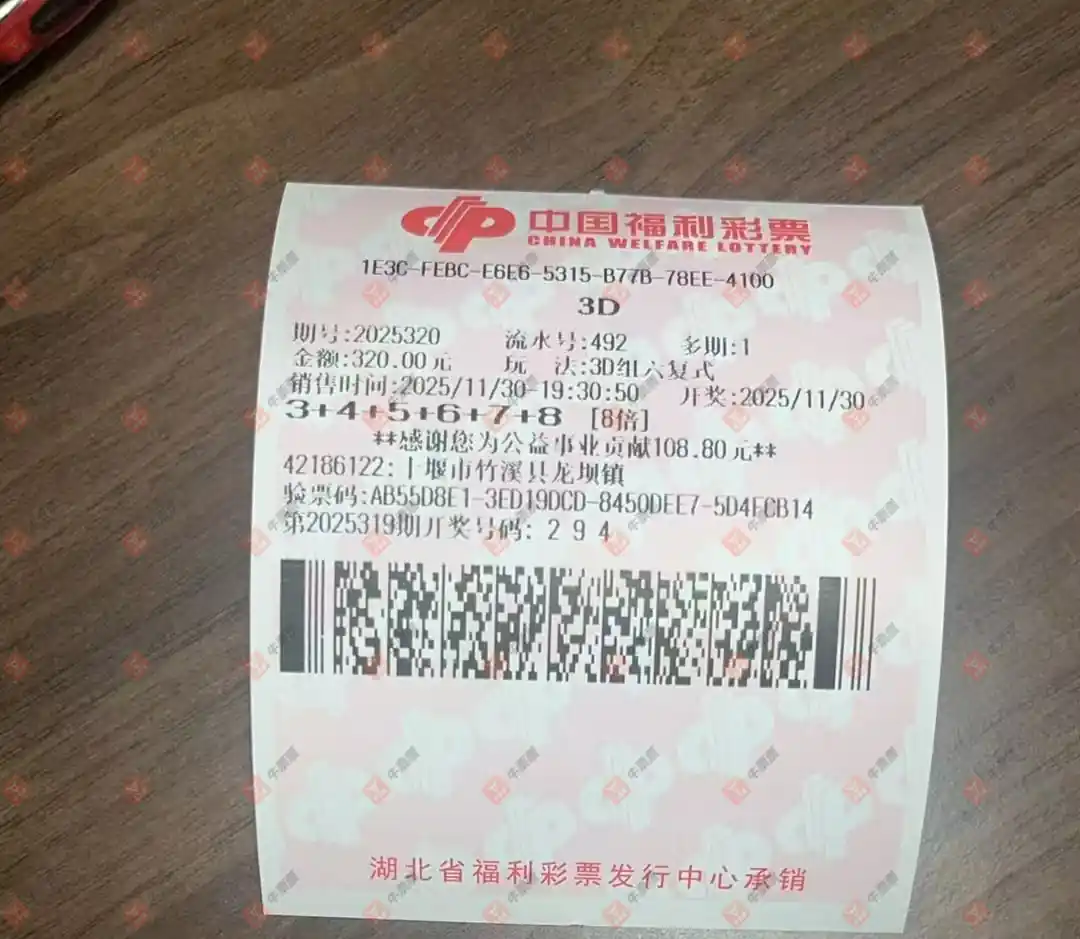 中国福利彩票
CHINA WELFARE LOTTERY
1E3C-FEBC-E6E6-5315-B77B-78EE-4100
3D
期号:2025320 流水号:492 多期:1
金额:320.00元 玩 法:3D组六复式
销售时间:2025/11/30-19:30:50 开奖:2025/11/30
3+4+5+6+7+8 [8倍]
**感谢您为公益事业贡献108.80元**
42186122:十堰市竹溪县龙坝镇
验票码:AB55D8E1-3ED19DCD-8450DEE7-5D4FCB14
第2025319期开奖号码: 2 9 4
湖北省福利彩票发行中心承销